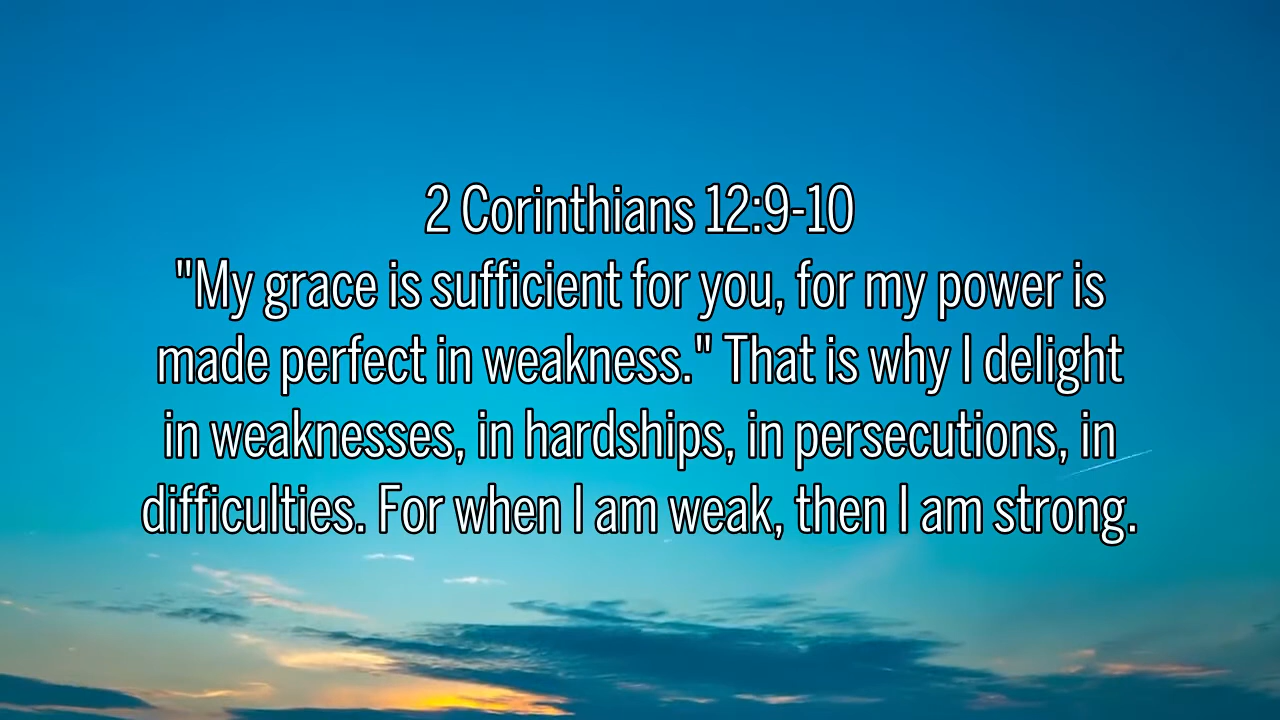 2 Corinthians 12:9-10
"My grace is sufficient for you, for my power is
made perfect in weakness." That is why I delight
in weaknesses, in hardships, in persecutions, in
difficulties. For when I am weak, then I am strong.